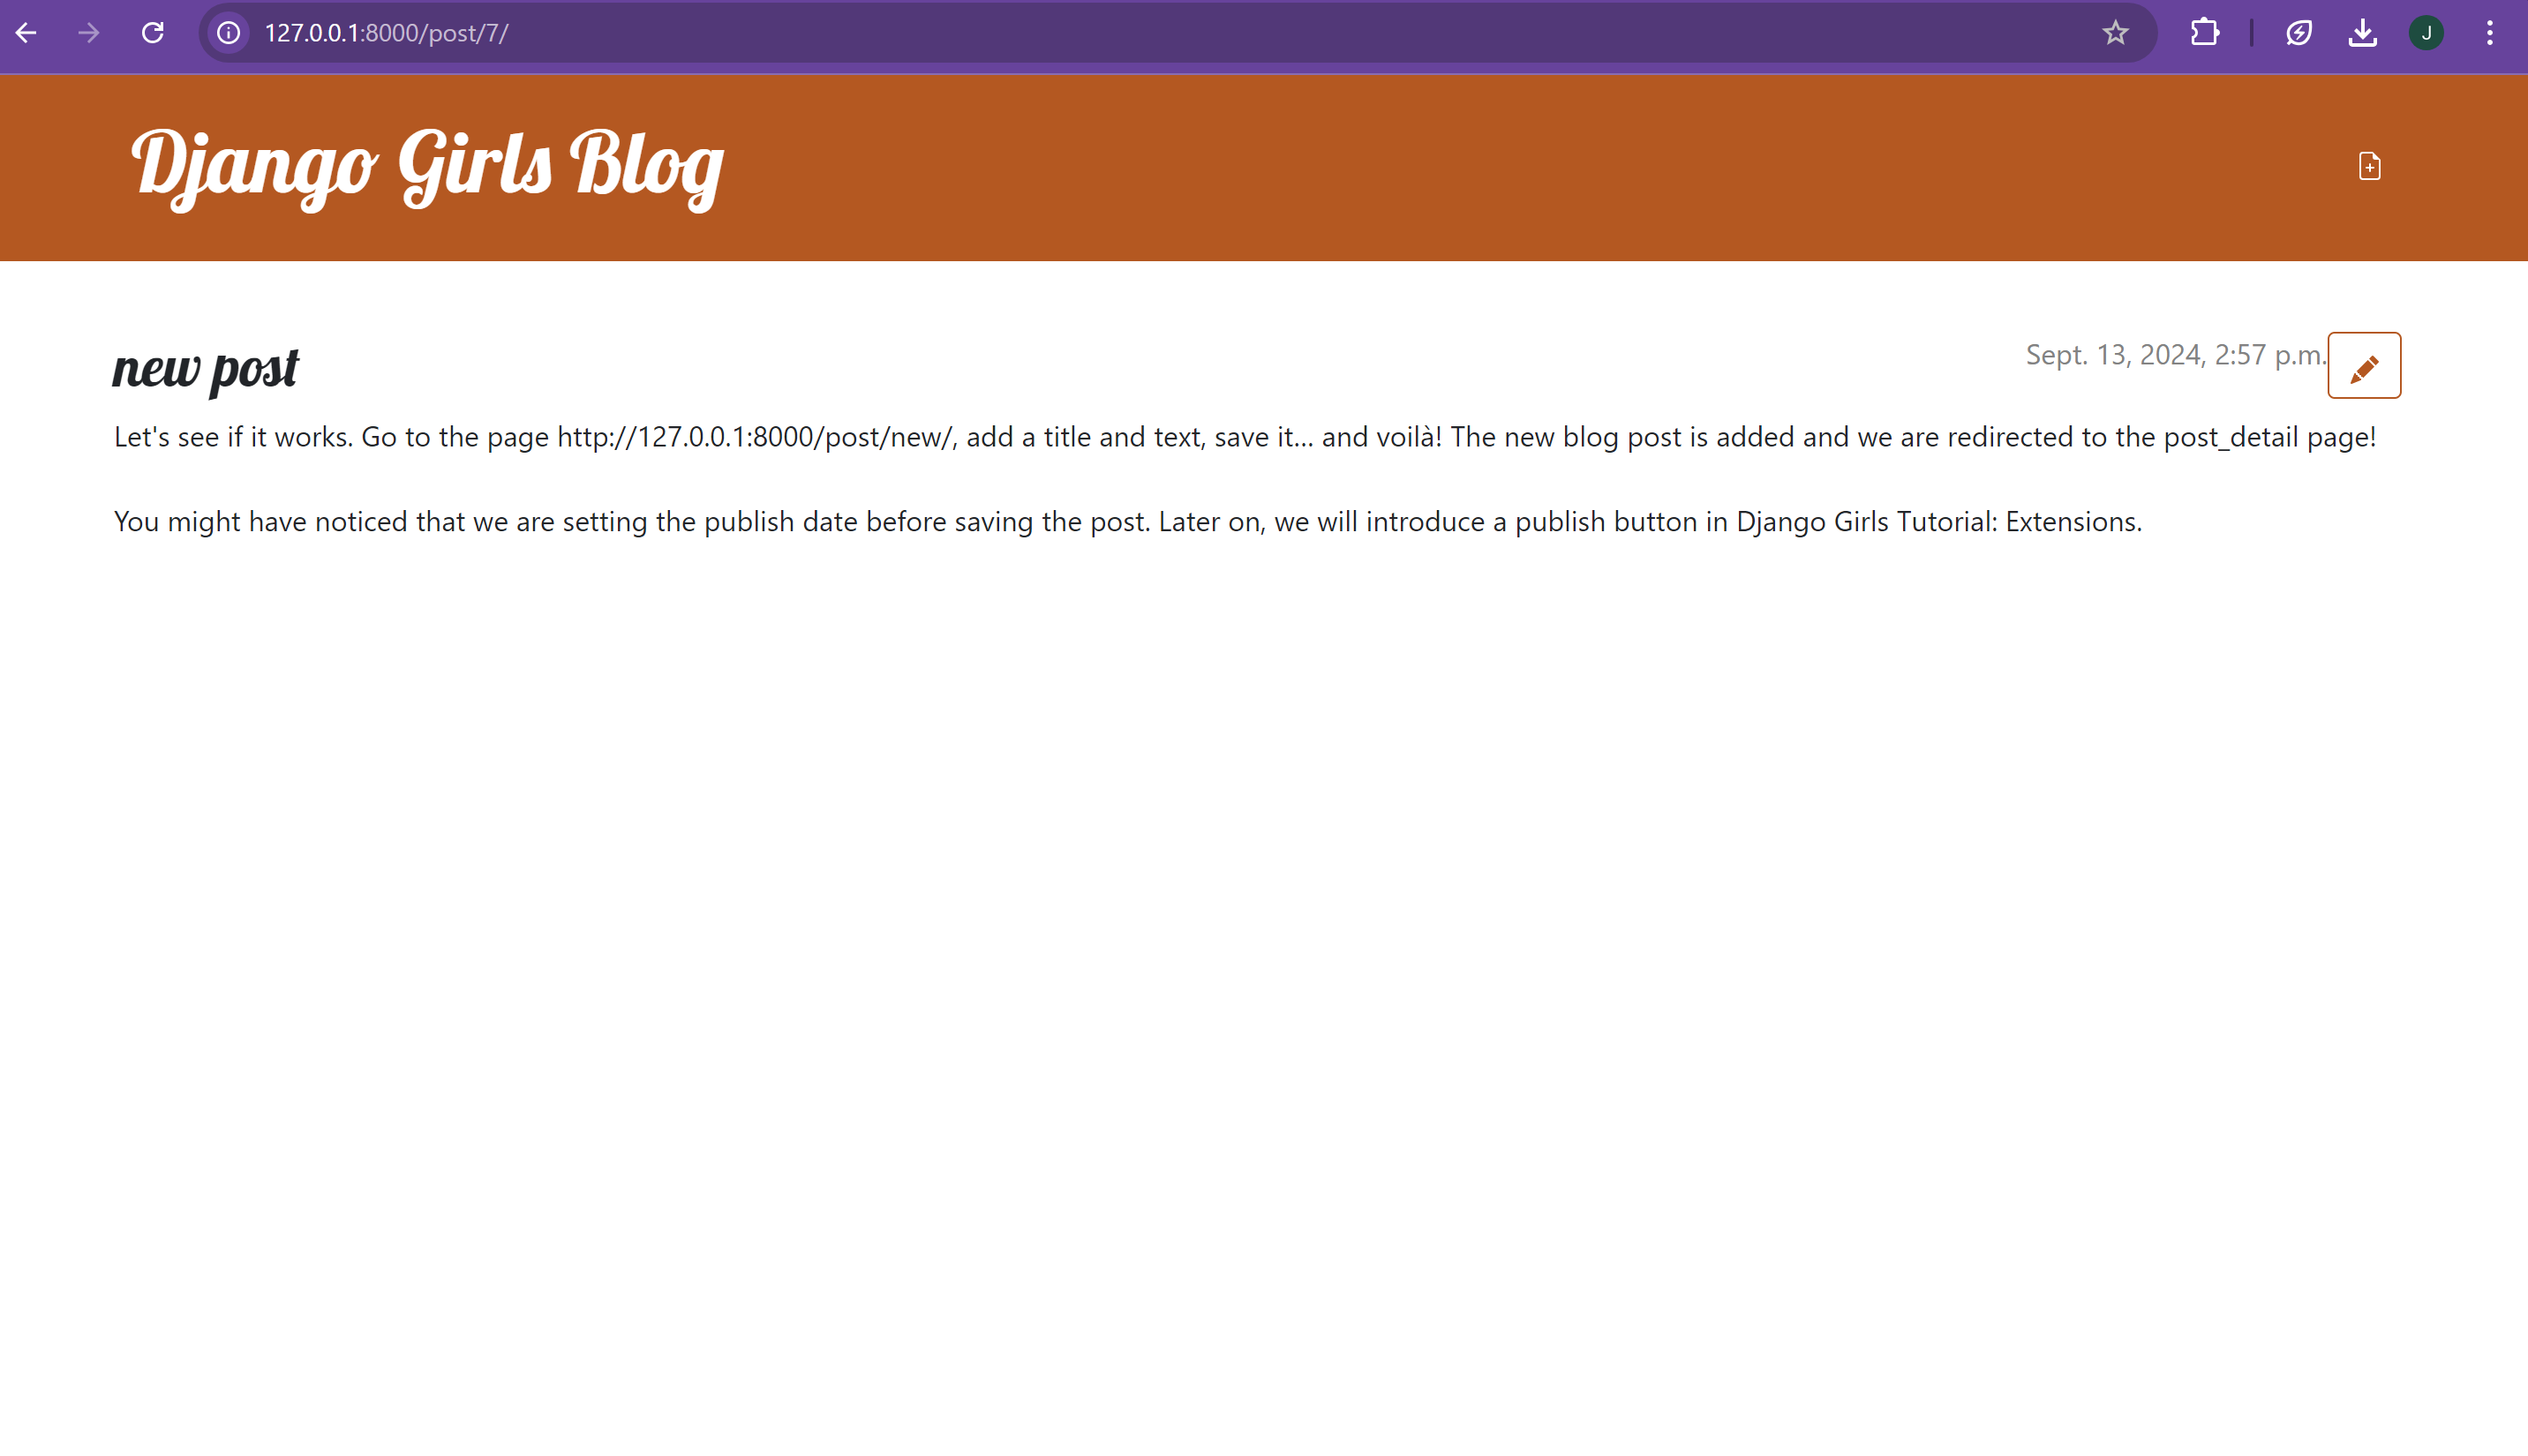 127.0.0.1:8000/post/7/
J
Django Girls Blog
new post
Sept. 13, 2024, 2:57 p.m.
Let's see if it works. Go to the page http://127.0.0.1:8000/post/new/, add a title and text, save it… and voilà! The new blog post is added and we are redirected to the post_detail page!
You might have noticed that we are setting the publish date before saving the post. Later on, we will introduce a publish button in Django Girls Tutorial: Extensions.